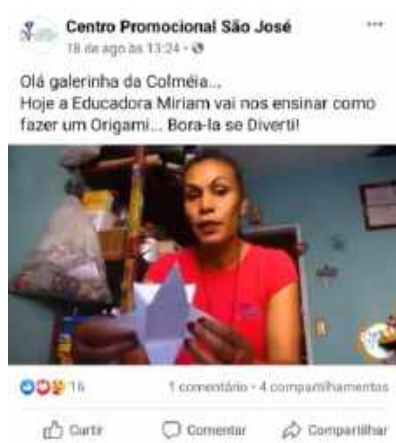 Centro Promocional São José
18 de ago às 13:24 ·
Olá galerinha da Colméia...
Hoje a Educadora Miriam vai nos ensinar como
fazer um Origami... Bora-la se Diverti!
16
1 comentário · 4 compartilhamentos
Curtir
Comentar
Compartilhar